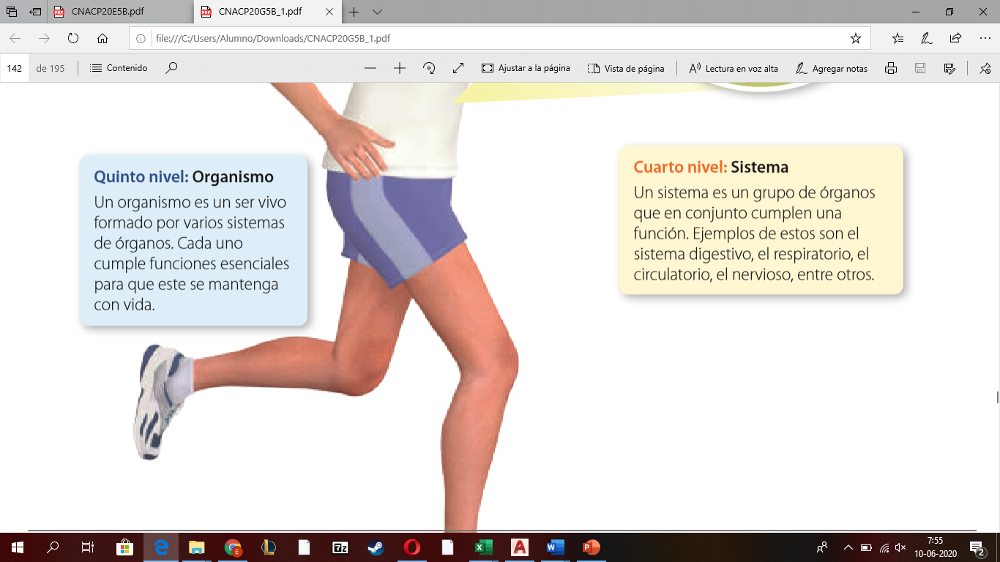 CNACP20E5B.pdf
CNACP20G5B_1.pdf
file:///C:/Users/Alumno/Downloads/CNACP20G5B_1.pdf
142 de 195 Contenido Ajustar a la página Vista de página Lectura en voz alta Agregar notas
Quinto nivel: Organismo
Un organismo es un ser vivo
formado por varios sistemas
de órganos. Cada uno
cumple funciones esenciales
para que este se mantenga
con vida.
Cuarto nivel: Sistema
Un sistema es un grupo de órganos
que en conjunto cumplen una
función. Ejemplos de estos son el
sistema digestivo, el respiratorio, el
circulatorio, el nervioso, entre otros.
7:55
10-06-2020
2